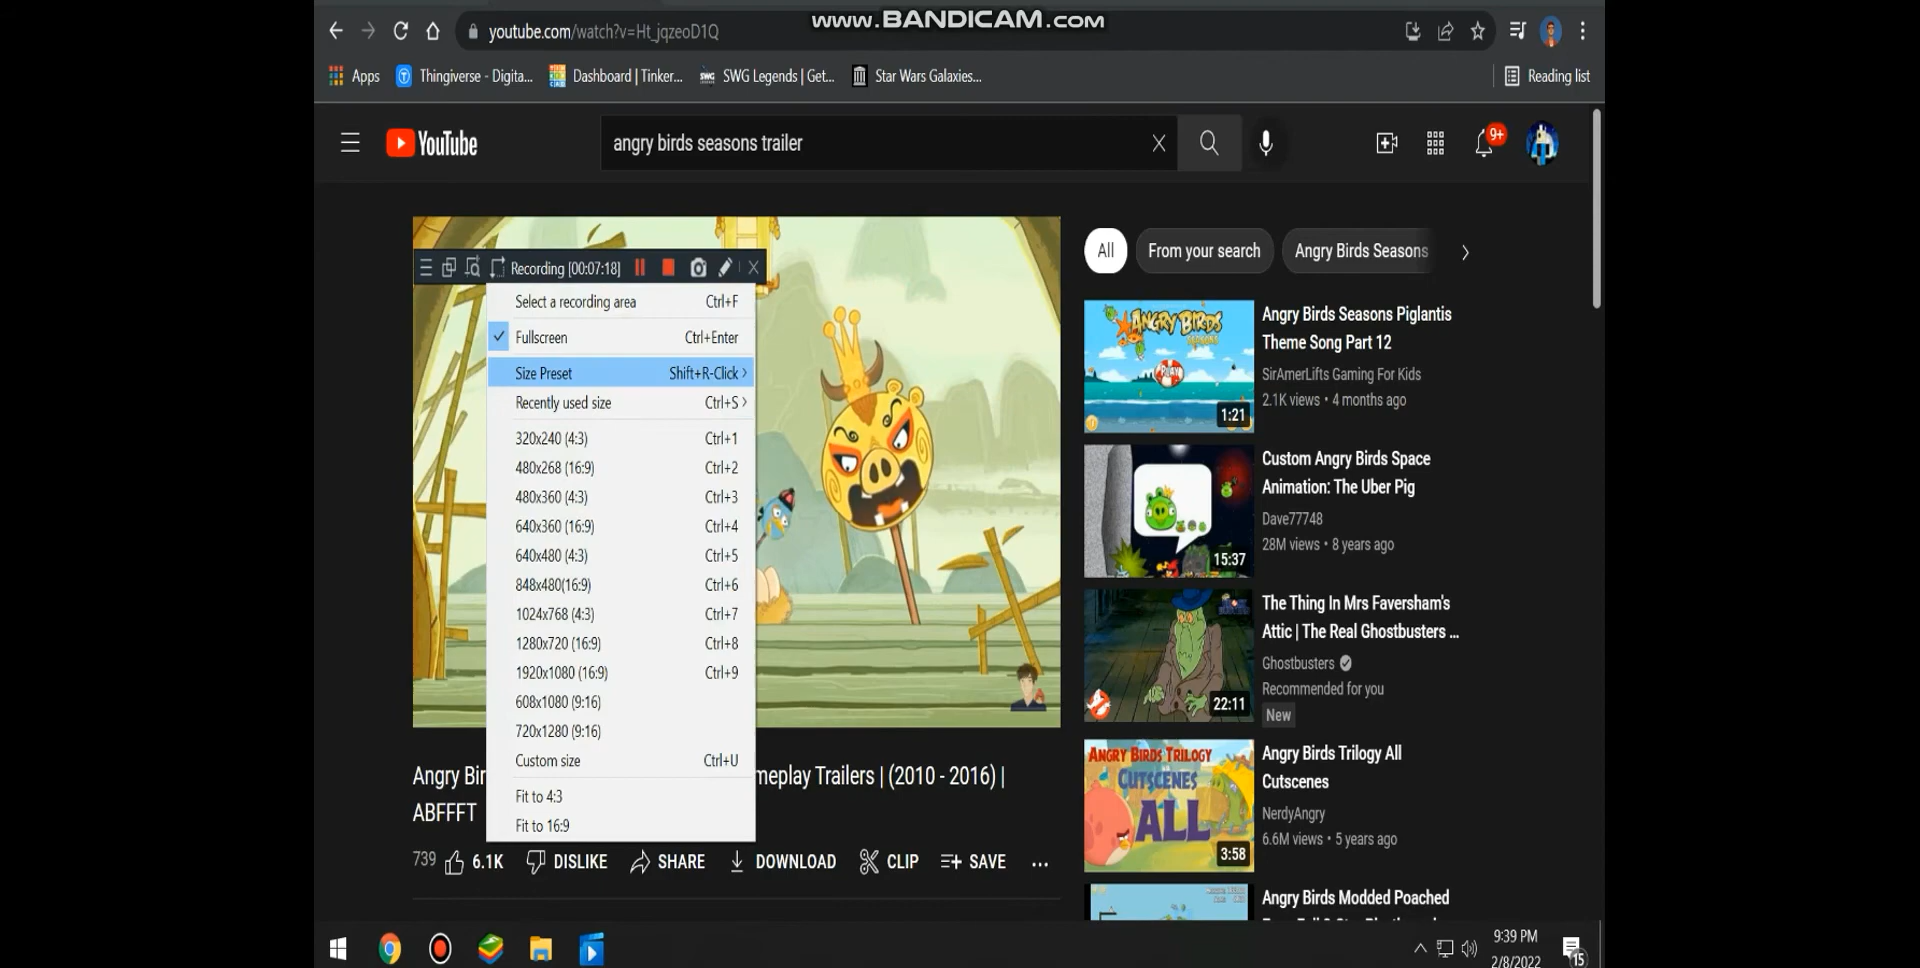 www.BANDICAM.com
youtube.com/watch?v=Ht_jqzeoD1Q
Apps
Thingiverse - Digita...
Dashboard | Tinker...
SWG Legends | Get...
Star Wars Galaxies...
Reading list
YouTube
angry birds seasons trailer
9+
Recording [00:07:18]
Select a recording area Ctrl+F
Fullscreen Ctrl+Enter
Size Preset Shift+R-Click
Recently used size Ctrl+S
320x240 (4:3) Ctrl+1
480x268 (16:9) Ctrl+2
480x360 (4:3) Ctrl+3
640x360 (16:9) Ctrl+4
640x480 (4:3) Ctrl+5
848x480(16:9) Ctrl+6
1024x768 (4:3) Ctrl+7
1280x720 (16:9) Ctrl+8
1920x1080 (16:9) Ctrl+9
608x1080 (9:16)
720x1280 (9:16)
Custom size Ctrl+U
Fit to 4:3
Fit to 16:9
Angry Bir meplay Trailers | (2010 - 2016) |
ABFFFT
739 6.1K DISLIKE SHARE DOWNLOAD CLIP SAVE ...
All
From your search
Angry Birds Seasons
ANGRY BIRDS
SEASONS
PLAY
1:21
Angry Birds Seasons Piglantis
Theme Song Part 12
SirAmerLifts Gaming For Kids
2.1K views • 4 months ago
15:37
Custom Angry Birds Space
Animation: The Uber Pig
Dave77748
28M views • 8 years ago
22:11
The Thing In Mrs Faversham's
Attic | The Real Ghostbusters ...
Ghostbusters
Recommended for you
New
ANGRY BIRDS TRILOGY
CUTSCENES
ALL
3:58
Angry Birds Trilogy All
Cutscenes
NerdyAngry
6.6M views • 5 years ago
Angry Birds Modded Poached
9:39 PM
2/8/2022
15